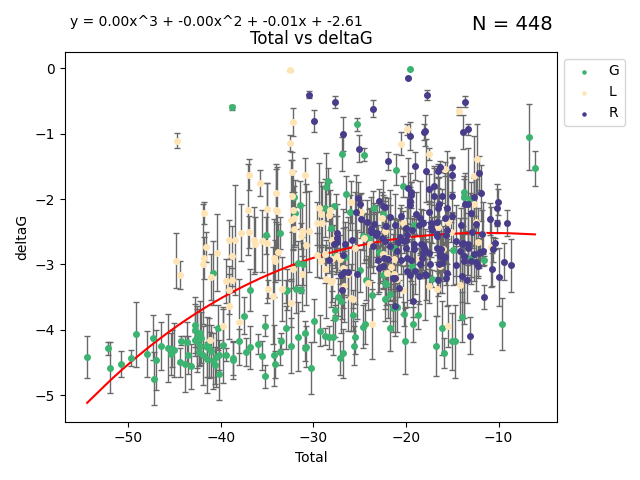 y = 0.00x^3 + -0.00x^2 + -0.01x + -2.61
N = 448
Total vs deltaG
G
L
R
0
−1
−2
−3
−4
−5
deltaG
−50
−40
−30
−20
−10
Total